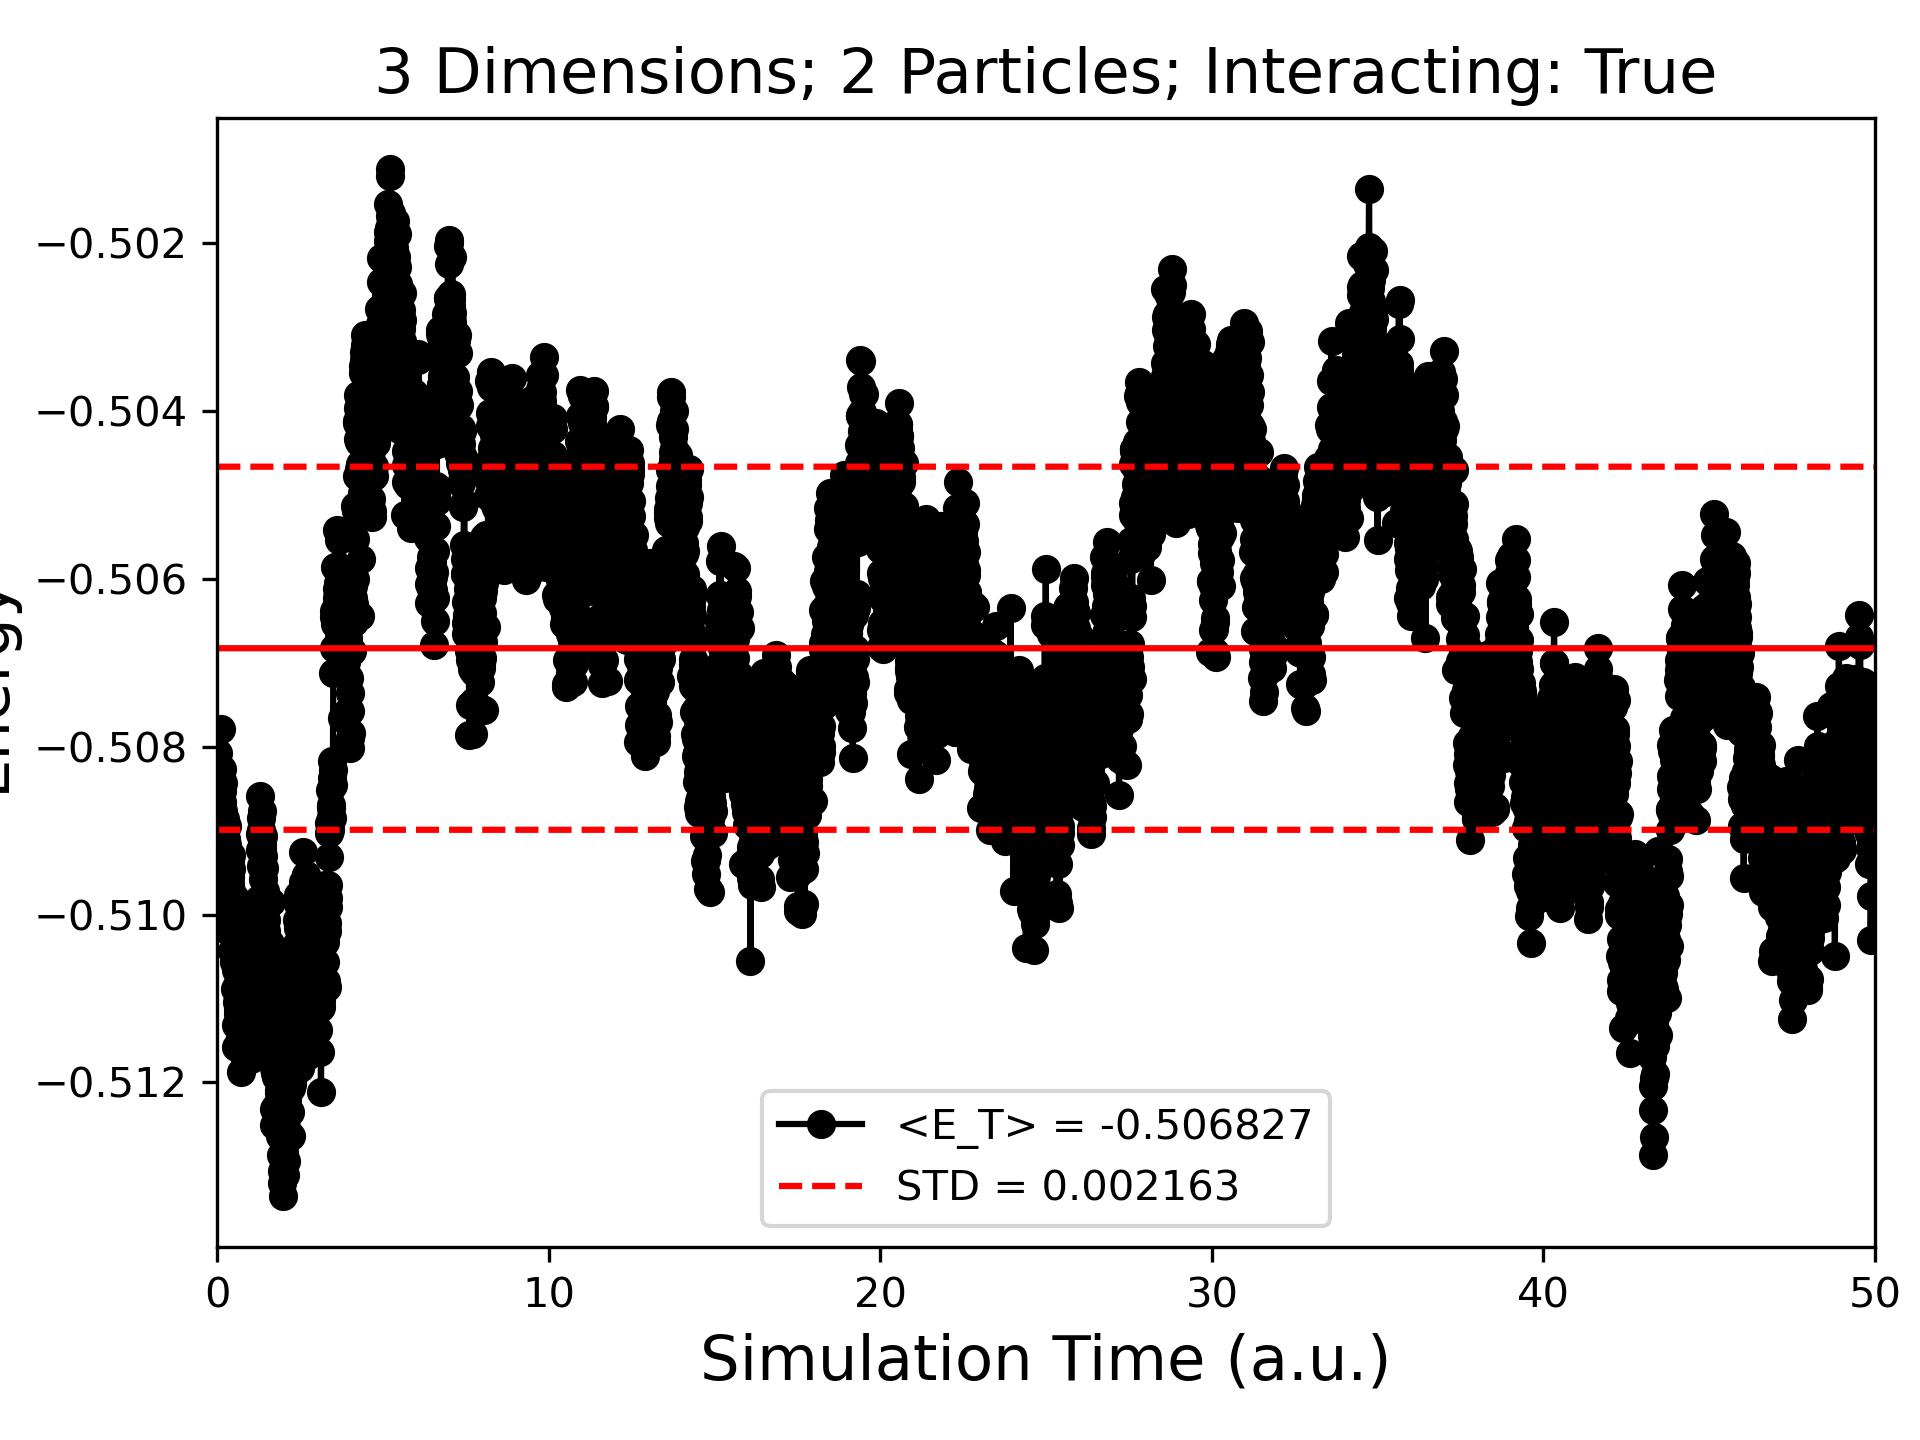 3 Dimensions; 2 Particles; Interacting: True
−0.502
−0.504
−0.506
−0.508
−0.510
−0.512
Energy
<E_T> = -0.506827
STD = 0.002163
0 10 20 30 40 50
Simulation Time (a.u.)